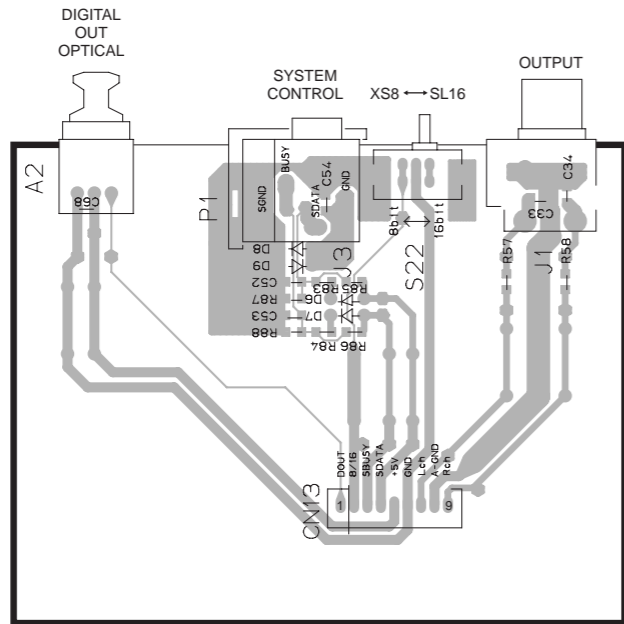 DIGITAL
OUT
OPTICAL
SYSTEM
CONTROL
XS8 ↔ SL16
OUTPUT
A2
C68
P1
SGND
BUSY
SDATA
C54
GND
J3
8bit ↔ 16bit
S22
C33
C34
J1
R57
R58
D8
D9
C52
R83
R85
R87
D6
C53
D7
R88
R84
R86
DOUT
8/16
SBUSY
SDATA
+5V
GND
Lch
A-GND
Rch
CN13
1
9